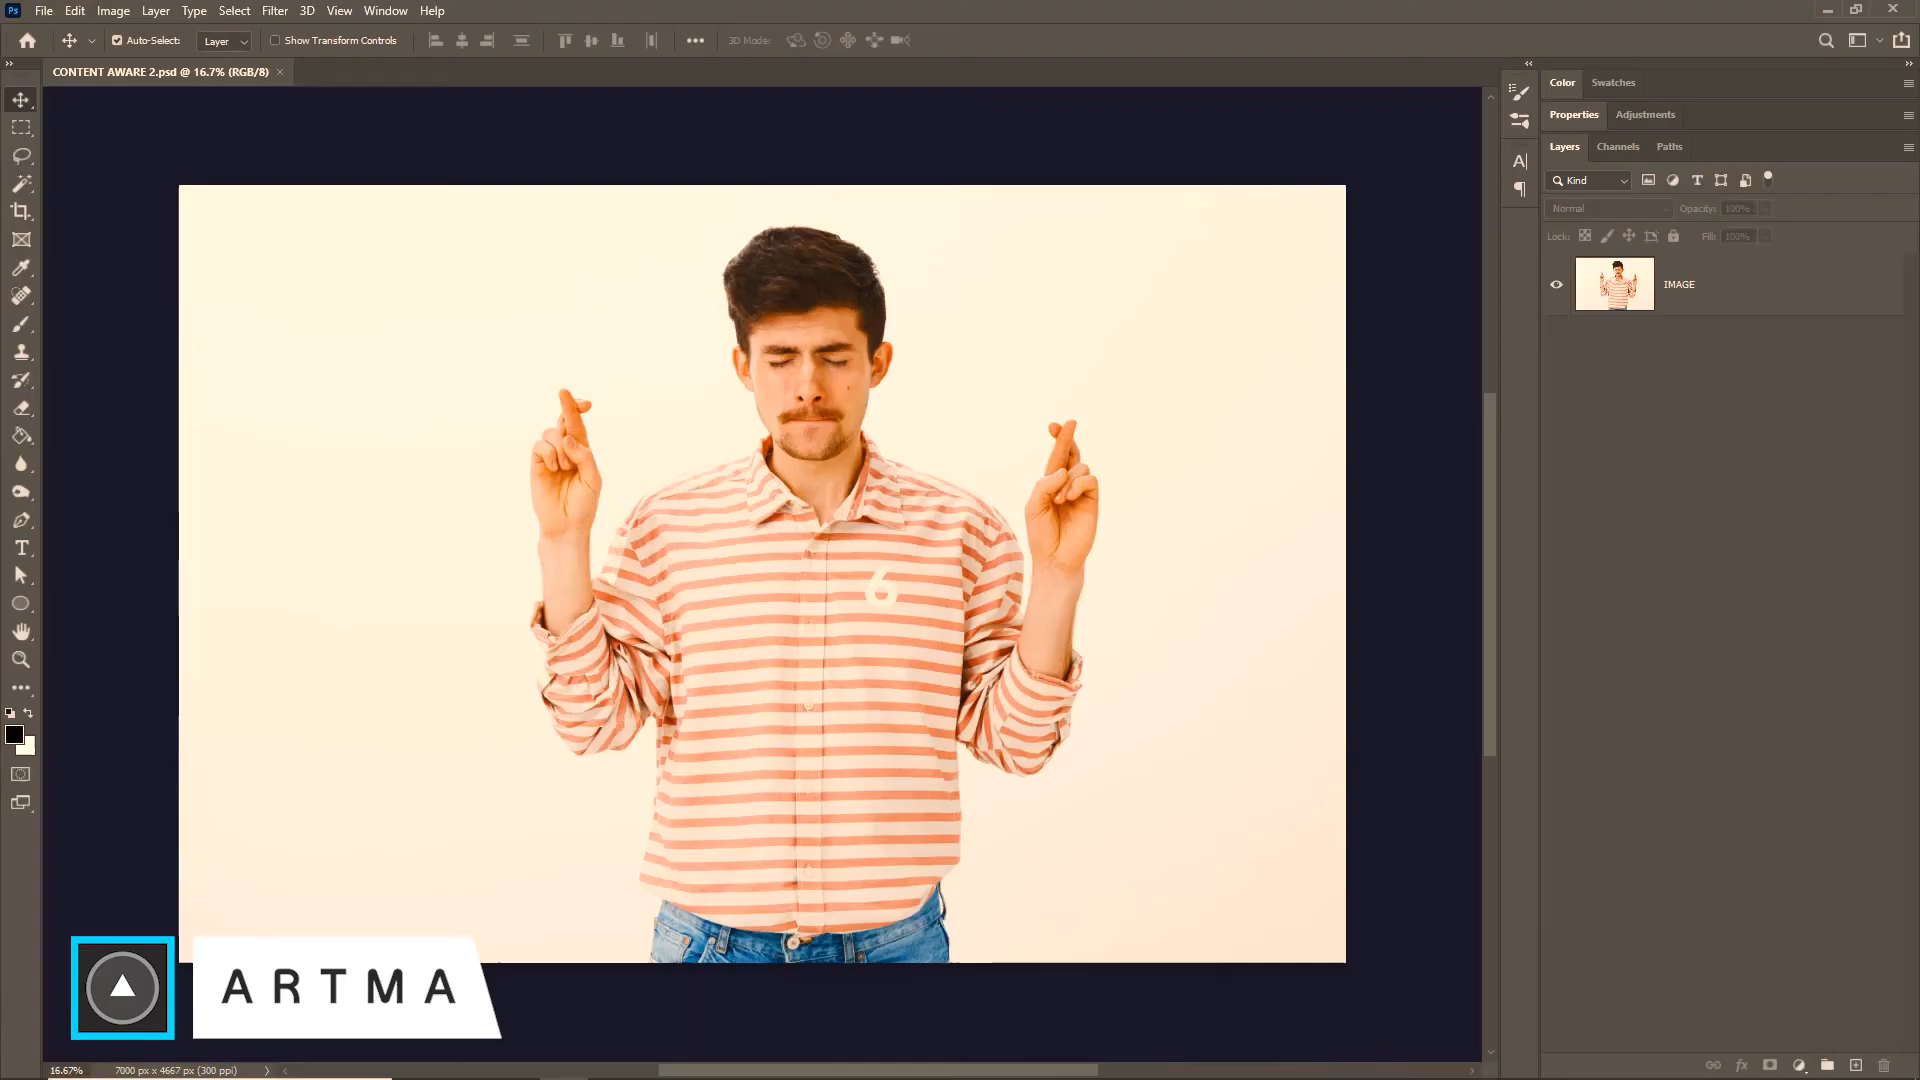 Ps File Edit Image Layer Type Select Filter 3D View Window Help
Auto-Select: Layer Show Transform Controls 3D Mode:
CONTENT AWARE 2.psd @ 16.7% (RGB/8)
Color Swatches
Properties Adjustments
Layers Channels Paths
Kind
Normal Opacity: 100%
Lock: Fill: 100%
IMAGE
6
ARTMA
16.67% 7000 px x 4667 px (300 ppi)